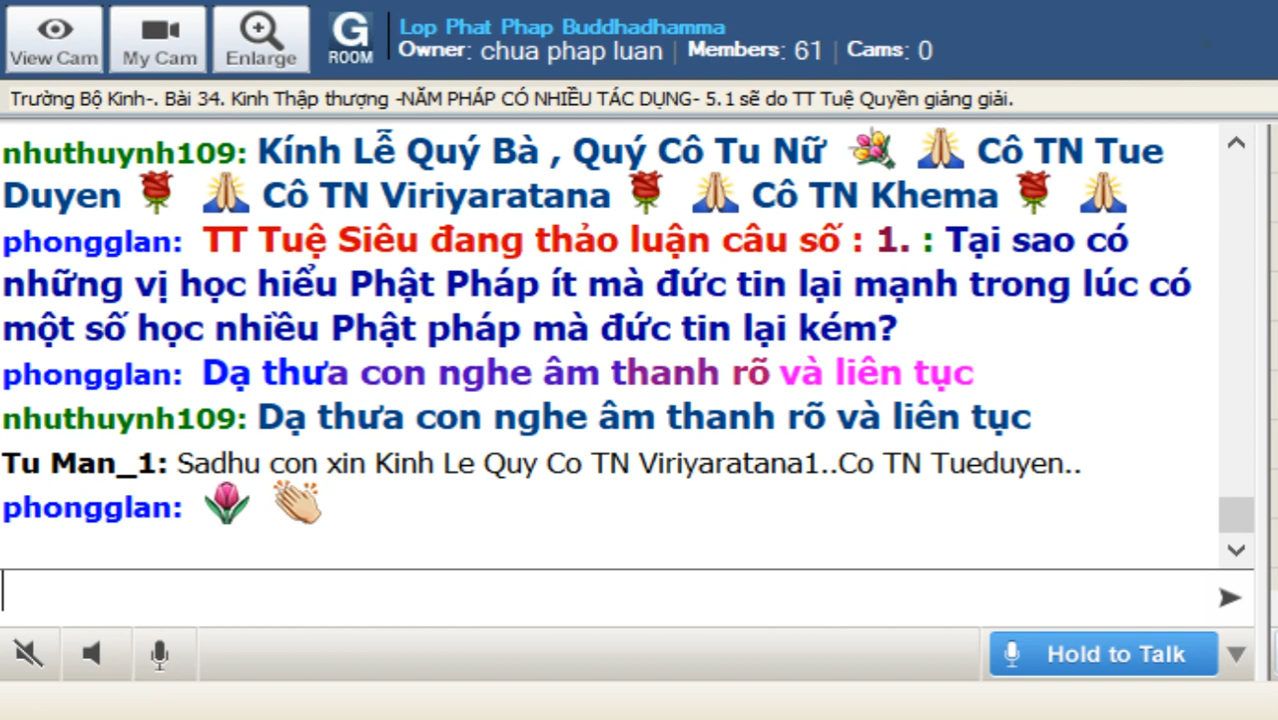 View Cam
My Cam
Enlarge
G
ROOM
Lop Phat Phap Buddhadhamma
Owner: chua phap luan | Members: 61 | Cams: 0
Trường Bộ Kinh-. Bài 34. Kinh Thập thượng -NĂM PHÁP CÓ NHIỀU TÁC DỤNG- 5.1 sẽ do TT Tuệ Quyền giảng giải.
nhuthuynh109: Kính Lễ Quý Bà , Quý Cô Tu Nữ 💐 🙏 Cô TN Tue
Duyen 🌹 🙏 Cô TN Viriyaratana 🌹 🙏 Cô TN Khema 🌹 🙏
phongglan: TT Tuệ Siêu đang thảo luận câu số : 1. : Tại sao có
những vị học hiểu Phật Pháp ít mà đức tin lại mạnh trong lúc có
một số học nhiều Phật pháp mà đức tin lại kém?
phongglan: Dạ thưa con nghe âm thanh rõ và liên tục
nhuthuynh109: Dạ thưa con nghe âm thanh rõ và liên tục
Tu Man_1: Sadhu con xin Kinh Le Quy Co TN Viriyaratana1..Co TN Tueduyen..
phongglan: 🌷 👏
Hold to Talk